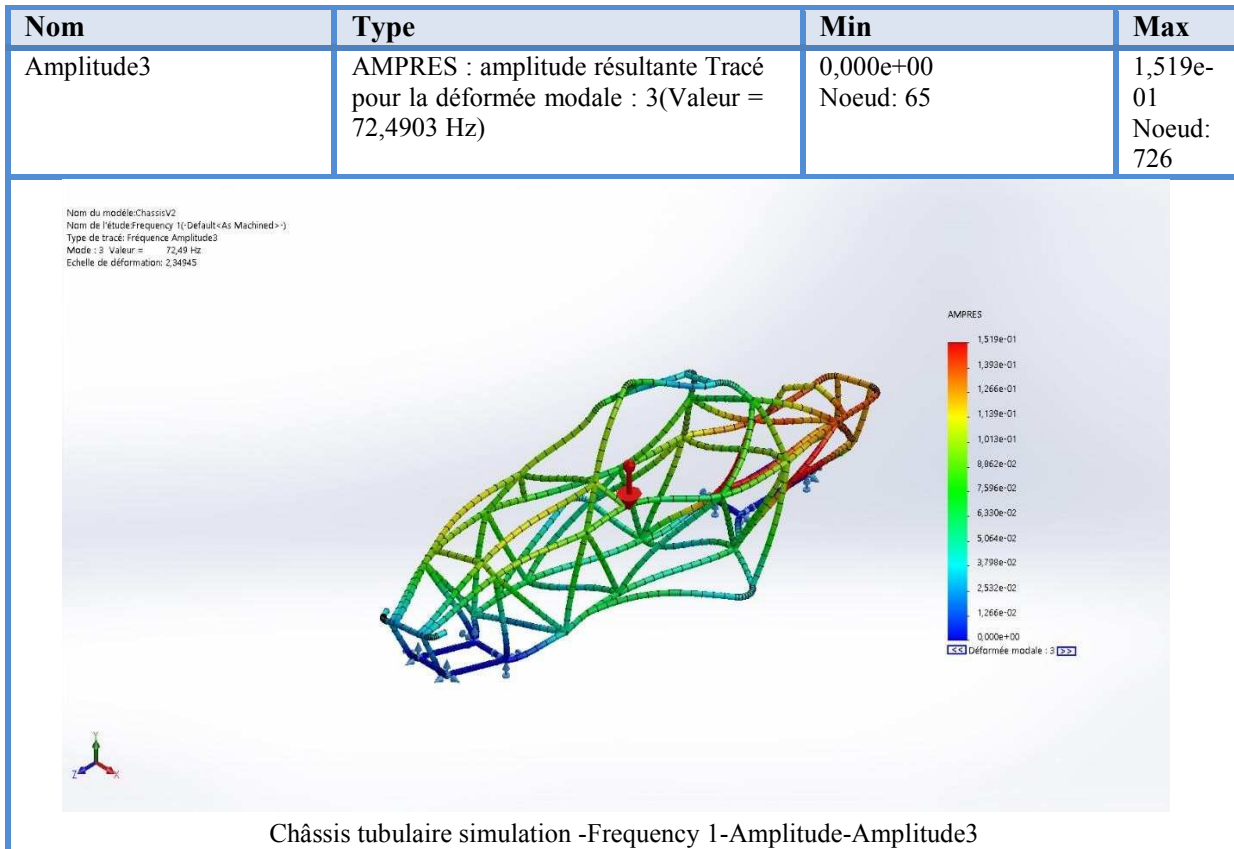 Nom Type Min Max
Amplitude3 AMPRES : amplitude résultante Tracé 0,000e+00 1,519e-
pour la déformée modale : 3(Valeur = Noeud: 65 01
72,4903 Hz) Noeud:
726
Nom du modèle:ChassisV2
Nom de l'étude:Frequency 1(-Default<As Machined>-)
Type de tracé: Fréquence Amplitude3
Mode : 3 Valeur = 72,49 Hz
Echelle de déformation: 2,34945
AMPRES
1,519e-01
1,393e-01
1,266e-01
1,139e-01
1,013e-01
8,862e-02
7,596e-02
6,330e-02
5,064e-02
3,798e-02
2,532e-02
1,266e-02
0,000e+00
<< Déformée modale : 3 >>
Y
Z X
Châssis tubulaire simulation -Frequency 1-Amplitude-Amplitude3